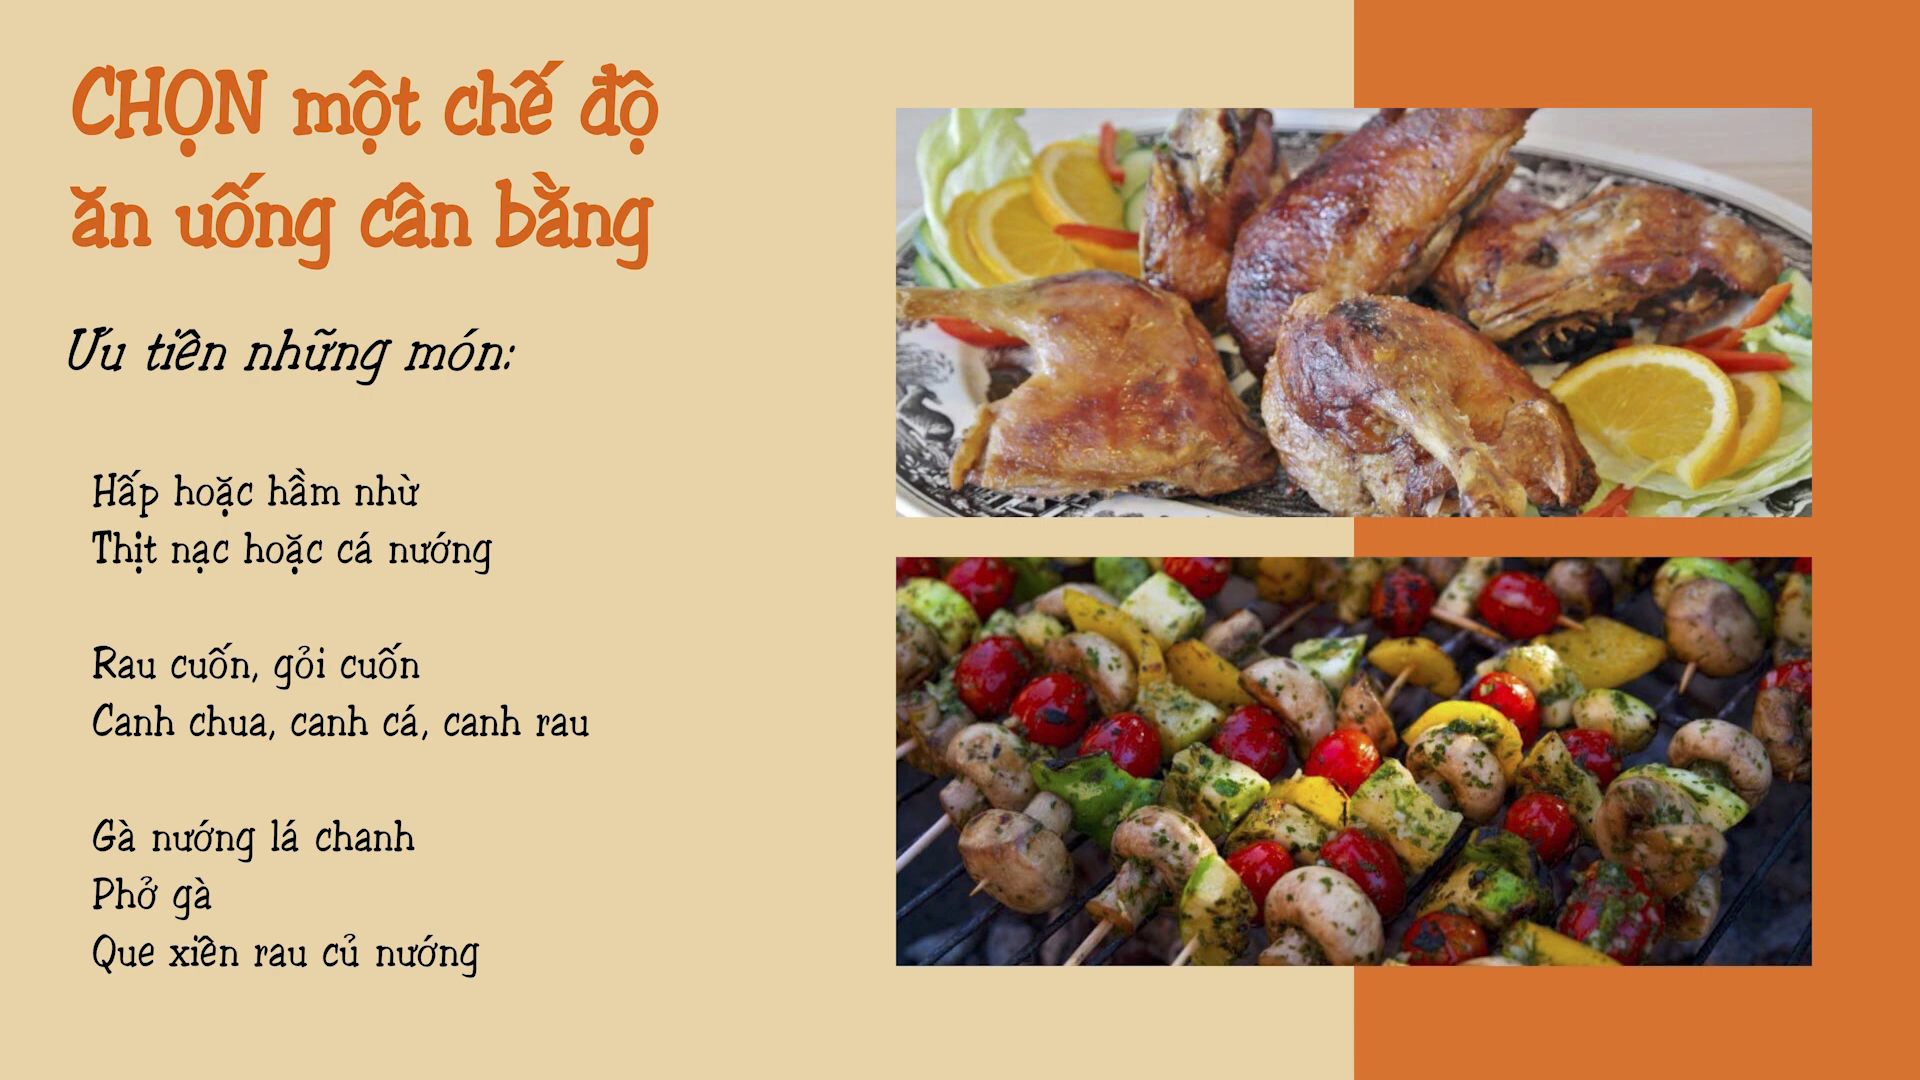 CHỌN một chế độ
ăn uống cân bằng
Ưu tiên những món:
Hấp hoặc hầm nhừ
Thịt nạc hoặc cá nướng
Rau cuốn, gỏi cuốn
Canh chua, canh cá, canh rau
Gà nướng lá chanh
Phở gà
Que xiên rau củ nướng